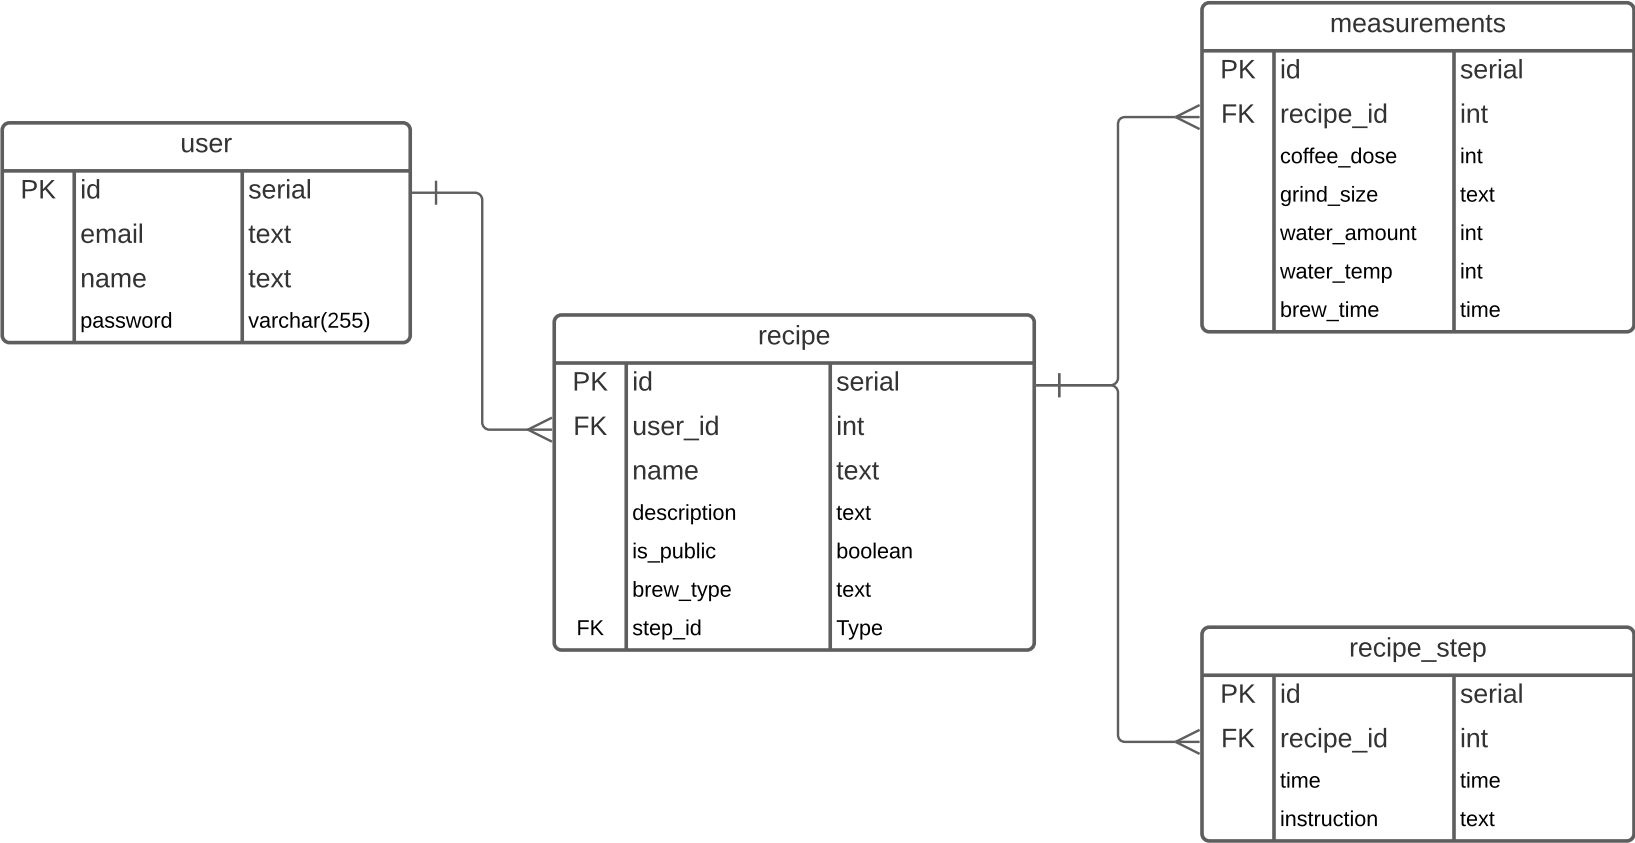 user
PK id serial
email text
name text
password varchar(255)
recipe
PK id serial
FK user_id int
name text
description text
is_public boolean
brew_type text
FK step_id Type
measurements
PK id serial
FK recipe_id int
coffee_dose int
grind_size text
water_amount int
water_temp int
brew_time time
recipe_step
PK id serial
FK recipe_id int
time time
instruction text